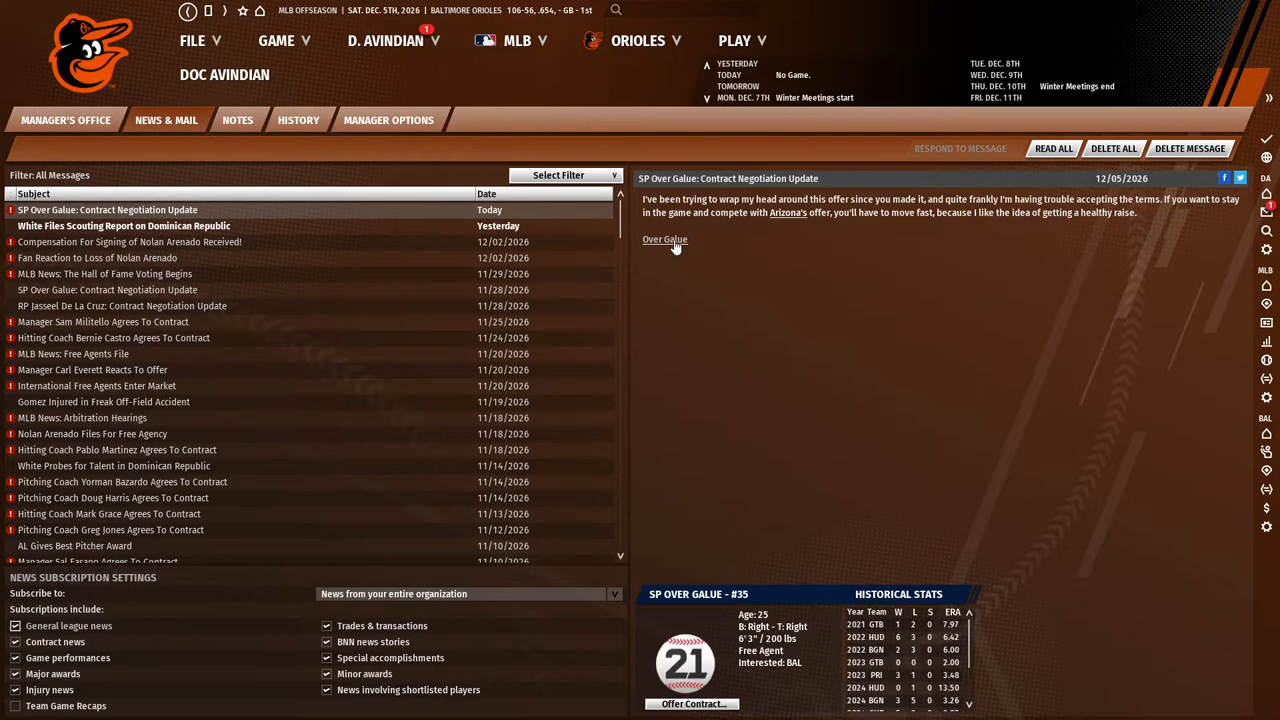 MLB OFFSEASON | SAT. DEC. 5TH, 2026 | BALTIMORE ORIOLES 106-56, .654, - GB - 1st
FILE GAME D. AVINDIAN 1 MLB ORIOLES PLAY
DOC AVINDIAN
YESTERDAY
TODAY No Game.
TOMORROW
MON. DEC. 7TH Winter Meetings start
TUE. DEC. 8TH
WED. DEC. 9TH
THU. DEC. 10TH Winter Meetings end
FRI. DEC. 11TH
MANAGER'S OFFICE NEWS & MAIL NOTES HISTORY MANAGER OPTIONS
RESPOND TO MESSAGE READ ALL DELETE ALL DELETE MESSAGE
Filter: All Messages Select Filter
Subject Date
SP Over Galue: Contract Negotiation Update Today
White Files Scouting Report on Dominican Republic Yesterday
Compensation For Signing of Nolan Arenado Received! 12/02/2026
Fan Reaction to Loss of Nolan Arenado 12/02/2026
MLB News: The Hall of Fame Voting Begins 11/29/2026
SP Over Galue: Contract Negotiation Update 11/28/2026
RP Jasseel De La Cruz: Contract Negotiation Update 11/28/2026
Manager Sam Militello Agrees To Contract 11/25/2026
Hitting Coach Bernie Castro Agrees To Contract 11/24/2026
MLB News: Free Agents File 11/20/2026
Manager Carl Everett Reacts To Offer 11/20/2026
International Free Agents Enter Market 11/20/2026
Gomez Injured in Freak Off-Field Accident 11/19/2026
MLB News: Arbitration Hearings 11/18/2026
Nolan Arenado Files For Free Agency 11/18/2026
Hitting Coach Pablo Martinez Agrees To Contract 11/18/2026
White Probes for Talent in Dominican Republic 11/14/2026
Pitching Coach Yorman Bazardo Agrees To Contract 11/14/2026
Pitching Coach Doug Harris Agrees To Contract 11/14/2026
Hitting Coach Mark Grace Agrees To Contract 11/13/2026
Pitching Coach Greg Jones Agrees To Contract 11/12/2026
AL Gives Best Pitcher Award 11/10/2026
Manager Sal Fasano Agrees To Contract 11/10/2026
NEWS SUBSCRIPTION SETTINGS
Subscribe to: News from your entire organization
Subscriptions include:
General league news Trades & transactions
Contract news BNN news stories
Game performances Special accomplishments
Major awards Minor awards
Injury news News involving shortlisted players
Team Game Recaps
SP Over Galue: Contract Negotiation Update 12/05/2026
I've been trying to wrap my head around this offer since you made it, and quite frankly I'm having trouble accepting the terms. If you want to stay
in the game and compete with Arizona's offer, you'll have to move fast, because I like the idea of getting a healthy raise.
Over Galue
SP OVER GALUE - #35
21
Age: 25
B: Right - T: Right
6' 3" / 200 lbs
Free Agent
Interested: BAL
Offer Contract...
HISTORICAL STATS
Year Team W L S ERA
2021 GTB 1 2 0 7.97
2022 HUD 6 3 0 6.42
2022 BGN 2 3 0 6.00
2023 GTB 0 0 0 2.00
2023 PRI 3 1 0 3.48
2024 HUD 0 1 0 13.50
2024 BGN 3 5 0 3.26
DA
1
MLB
BAL